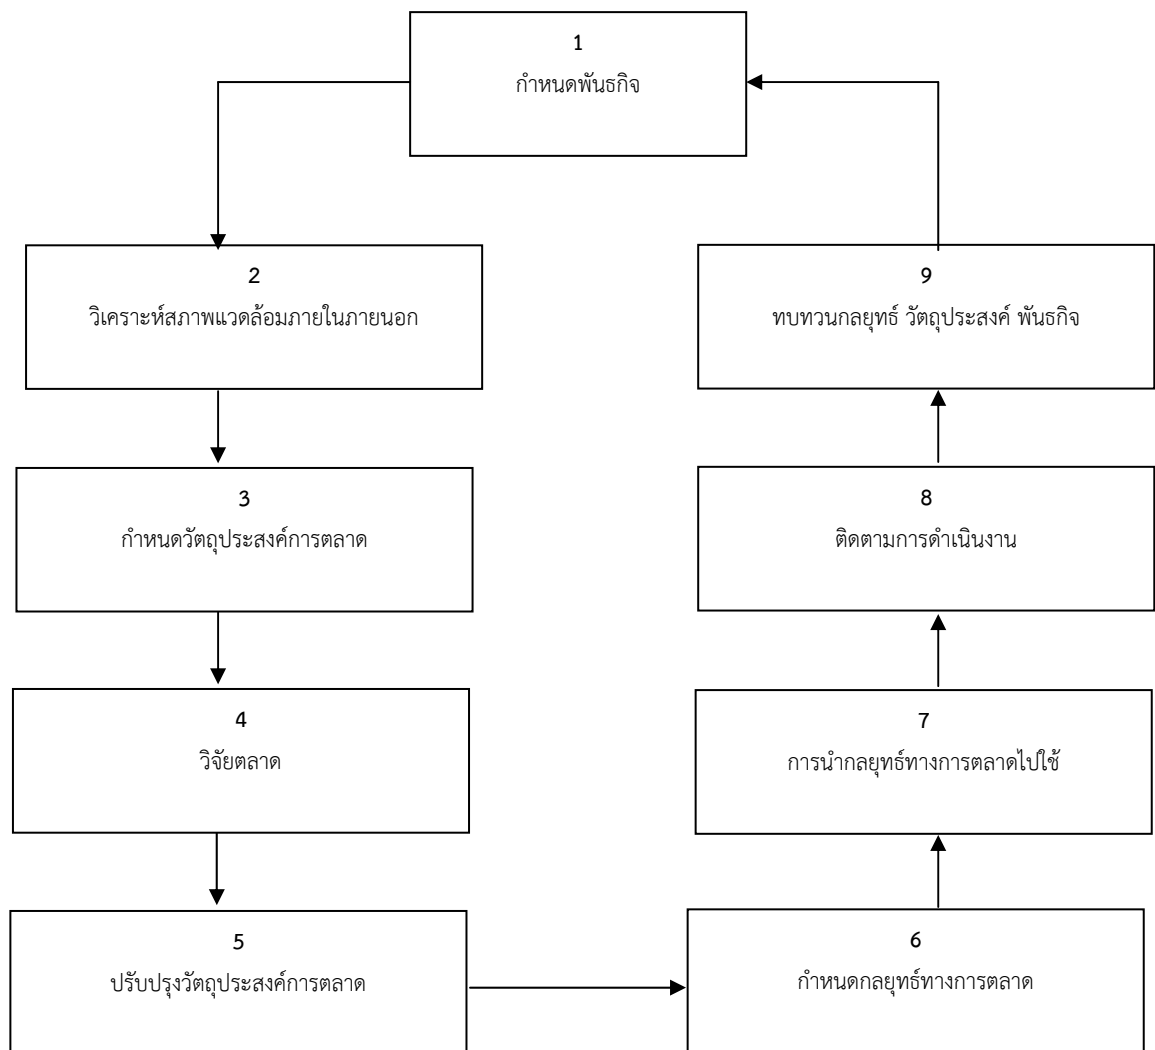 1
กำหนดพันธกิจ
2
วิเคราะห์สภาพแวดล้อมภายในภายนอก
3
กำหนดวัตถุประสงค์การตลาด
4
วิจัยตลาด
5
ปรับปรุงวัตถุประสงค์การตลาด
6
กำหนดกลยุทธ์ทางการตลาด
7
การนำกลยุทธ์ทางการตลาดไปใช้
8
ติดตามการดำเนินงาน
9
ทบทวนกลยุทธ์ วัตถุประสงค์ พันธกิจ